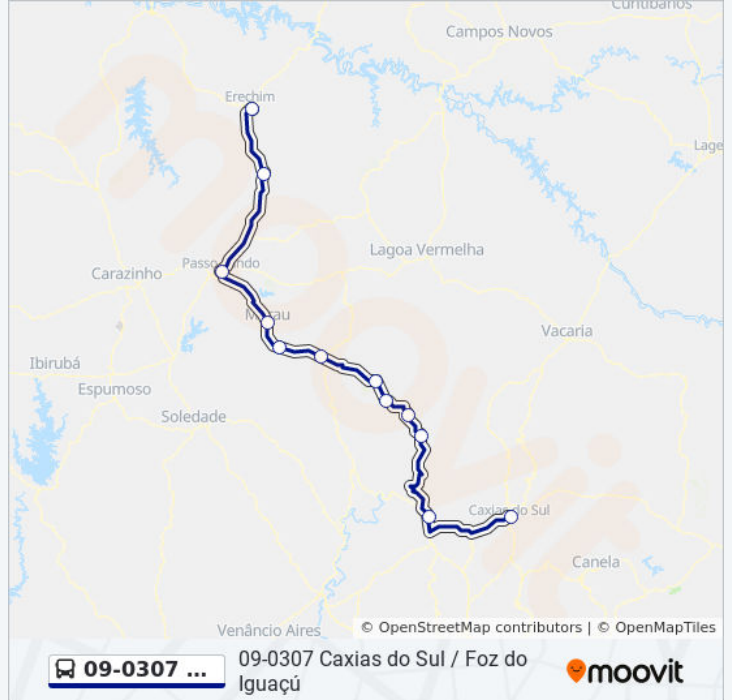 Curitibanos
Campos Novos
Erechim
Lage
Lagoa Vermelha
Passo Fundo
Carazinho
Marau
Vacaria
Ibirubá
Espumoso
Soledade
Caxias do Sul
Canela
Venâncio Aires
© OpenStreetMap contributors | © OpenMapTiles
09-0307 ...
09-0307 Caxias do Sul / Foz do
Iguaçú
moovit
moovit